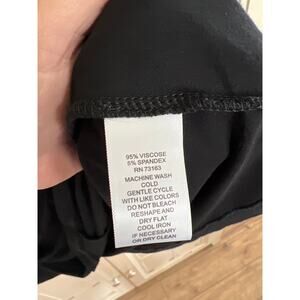 95% VISCOSE
5% SPANDEX
RN 73163
MACHINE WASH
COLD
GENTLE CYCLE
WITH LIKE COLORS
DO NOT BLEACH
RESHAPE AND
DRY FLAT
COOL IRON
IF NECESSARY
OR DRY CLEAN